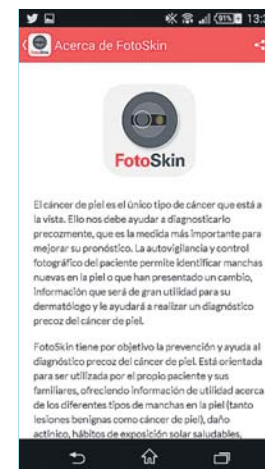 91% 13:3
Acerca de FotoSkin
FotoSkin
El cáncer de piel es el único tipo de cáncer que está a
la vista. Ello nos debe ayudar a diagnosticarlo
precozmente, que es la medida más importante para
mejorar su pronóstico. La autovigilancia y control
fotográfico del paciente permite identificar manchas
nuevas en la piel o que han presentado un cambio,
información que será de gran utilidad para su
dermatólogo y le ayudará a realizar un diagnóstico
precoz del cáncer de piel.
FotoSkin tiene por objetivo la prevención y ayuda al
diagnóstico precoz del cáncer de piel. Está orientada
para ser utilizada por el propio paciente y sus
familiares, ofreciendo información de utilidad acerca
de los diferentes tipos de manchas en la piel (tanto
lesiones benignas como cáncer de piel), daño
actínico, hábitos de exposición solar saludables,